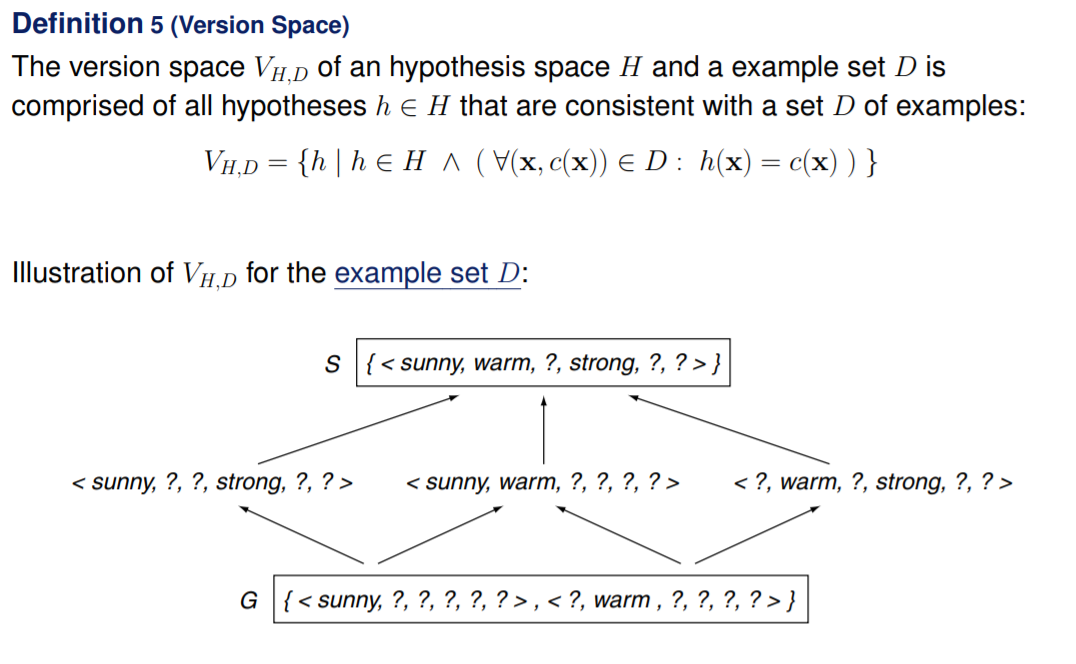 Definition 5 (Version Space)
The version space V_{H,D} of an hypothesis space H and a example set D is
comprised of all hypotheses h ∈ H that are consistent with a set D of examples:
V_{H,D} = {h | h ∈ H ∧ ( ∀(x, c(x)) ∈ D : h(x) = c(x) ) }
Illustration of V_{H,D} for the example set D:
S { < sunny, warm, ?, strong, ?, ? > }
< sunny, ?, ?, strong, ?, ? > < sunny, warm, ?, ?, ?, ? > < ?, warm, ?, strong, ?, ? >
G { < sunny, ?, ?, ?, ?, ? > , < ?, warm , ?, ?, ?, ? > }